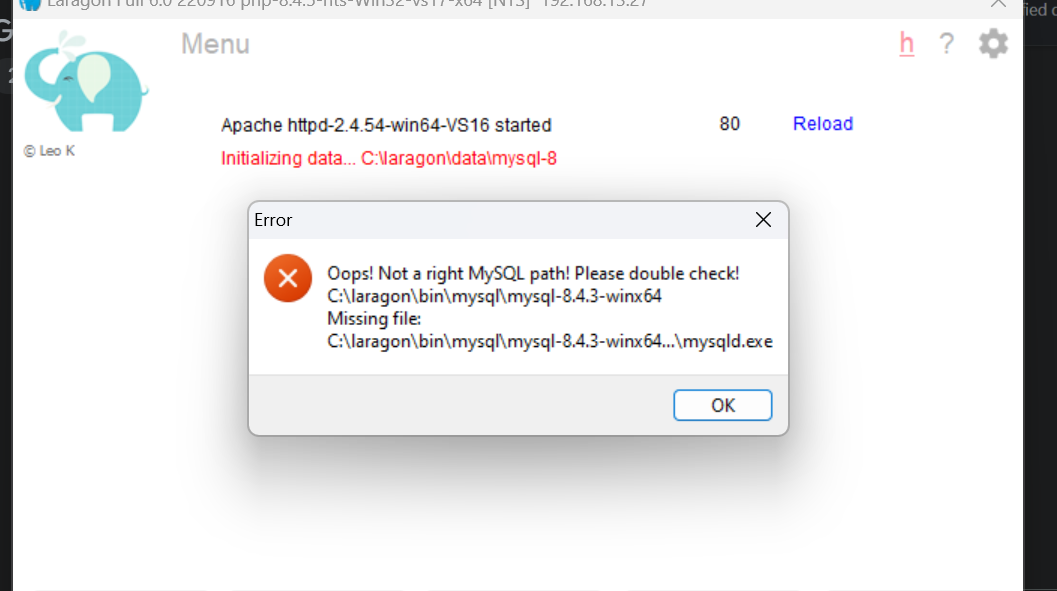 Laragon Full 6.0 220916 php-8.4.5-nts-Win32-vs17-x64 [NTS] 192.168.13.27
fied
Menu
h ?
© Leo K
Apache httpd-2.4.54-win64-VS16 started 80 Reload
Initializing data... C:\laragon\data\mysql-8
Error
Oops! Not a right MySQL path! Please double check!
C:\laragon\bin\mysql\mysql-8.4.3-winx64
Missing file:
C:\laragon\bin\mysql\mysql-8.4.3-winx64...\mysqld.exe
OK